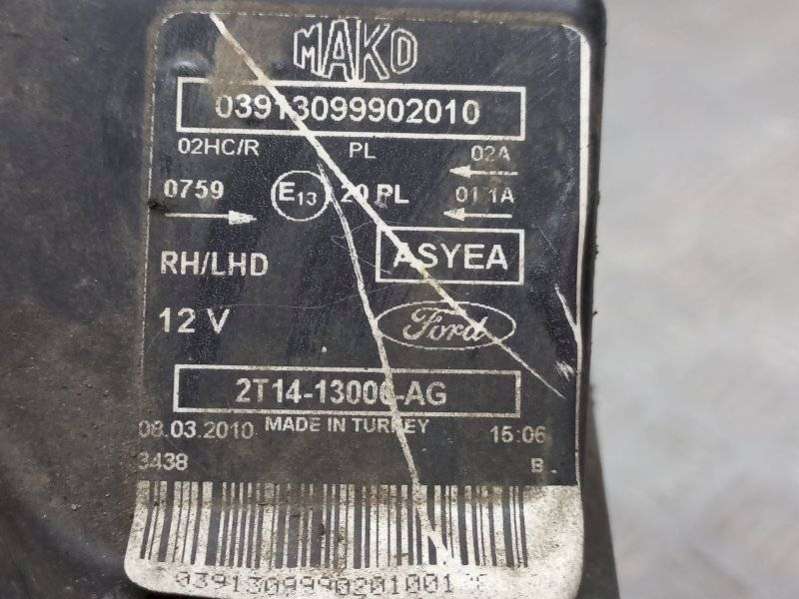 MAKO
03913099902010
02HC/R PL 02A
0759 E13 20 PL 01 1A
RH/LHD ASYEA
12 V Ford
2T14-13006-AG
08.03.2010 MADE IN TURKEY 15:06
3438 B
0391309990201001